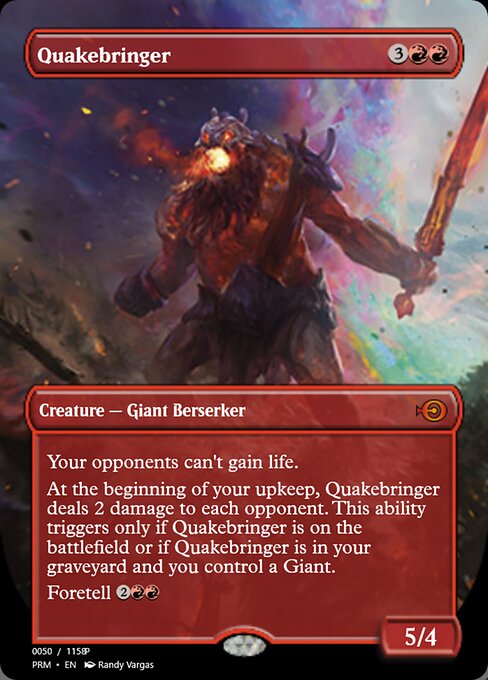 Quakebringer 3
Creature — Giant Berserker
Your opponents can't gain life.
At the beginning of your upkeep, Quakebringer
deals 2 damage to each opponent. This ability
triggers only if Quakebringer is on the
battlefield or if Quakebringer is in your
graveyard and you control a Giant.
Foretell 2
5/4
0050 / 1158P
PRM • EN Randy Vargas